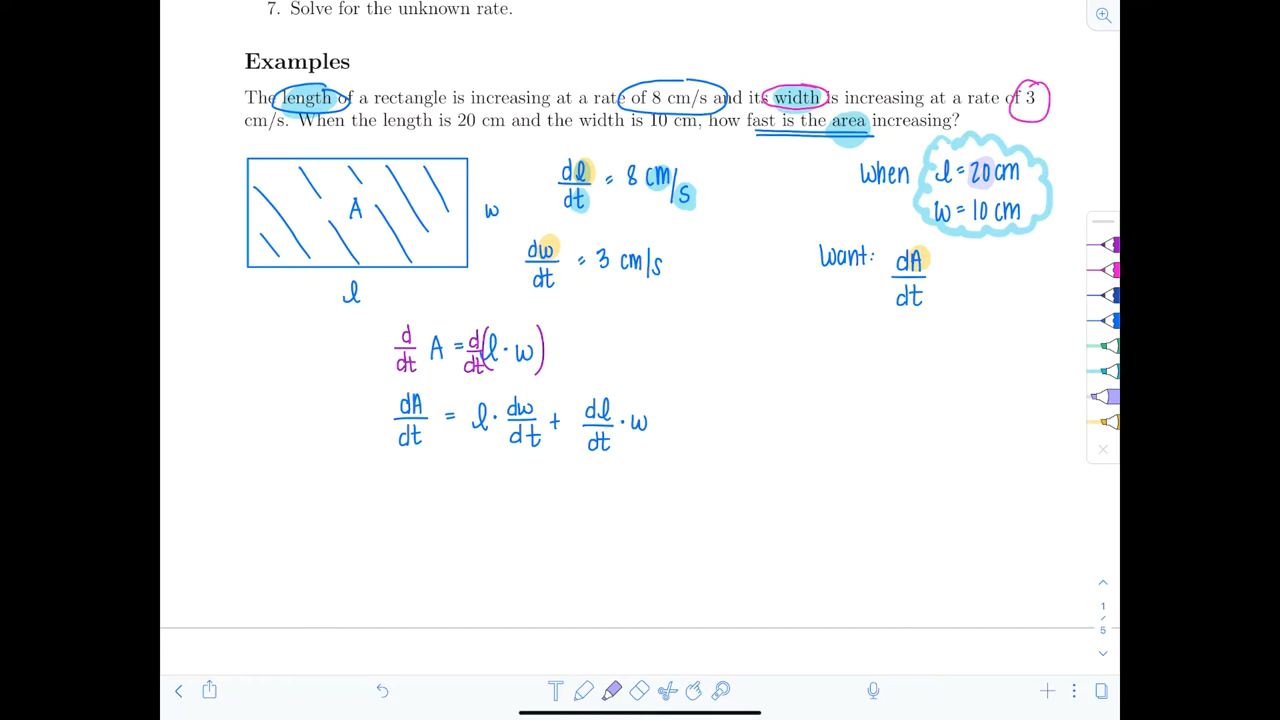 7. Solve for the unknown rate.
Examples
The length of a rectangle is increasing at a rate of 8 cm/s and its width is increasing at a rate of 3
cm/s. When the length is 20 cm and the width is 10 cm, how fast is the area increasing?
A
w
l
dl/dt = 8 cm/s
dw/dt = 3 cm/s
When l = 20 cm
w = 10 cm
Want: dA/dt
d/dt A = d/dt (l · w)
dA/dt = l · dw/dt + dl/dt · w
1
/
5
T